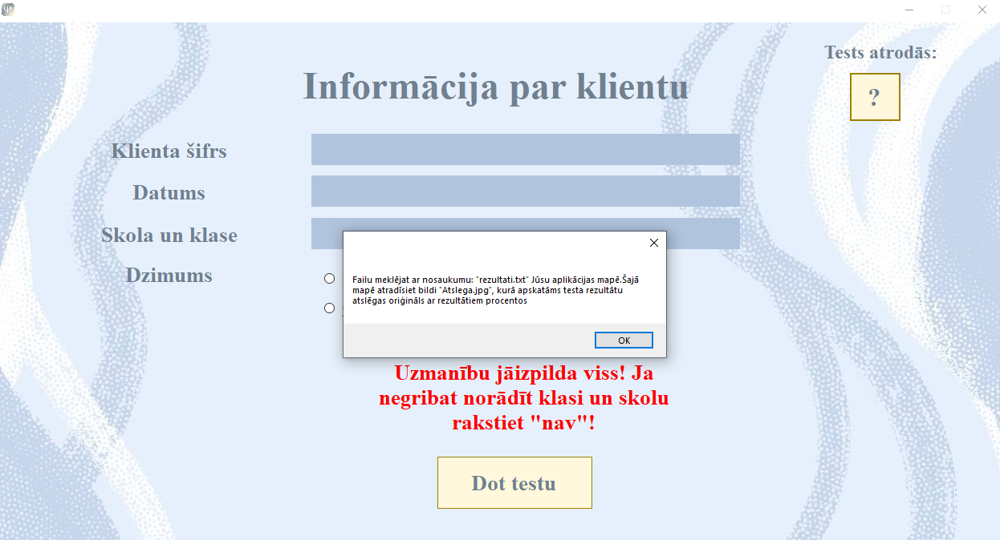 Tests atrodās:
?
Informācija par klientu
Klienta šifrs
Datums
Skola un klase
Dzimums
Failu meklējat ar nosaukumu: "rezultati.txt" Jūsu aplikācijas mapē.Šajā
mapē atradīsiet bildi "Atslega.jpg", kurā apskatāms testa rezultātu
atslēgas oriģināls ar rezultātiem procentos
OK
Uzmanību jāizpilda viss! Ja
negribat norādīt klasi un skolu
rakstiet "nav"!
Dot testu